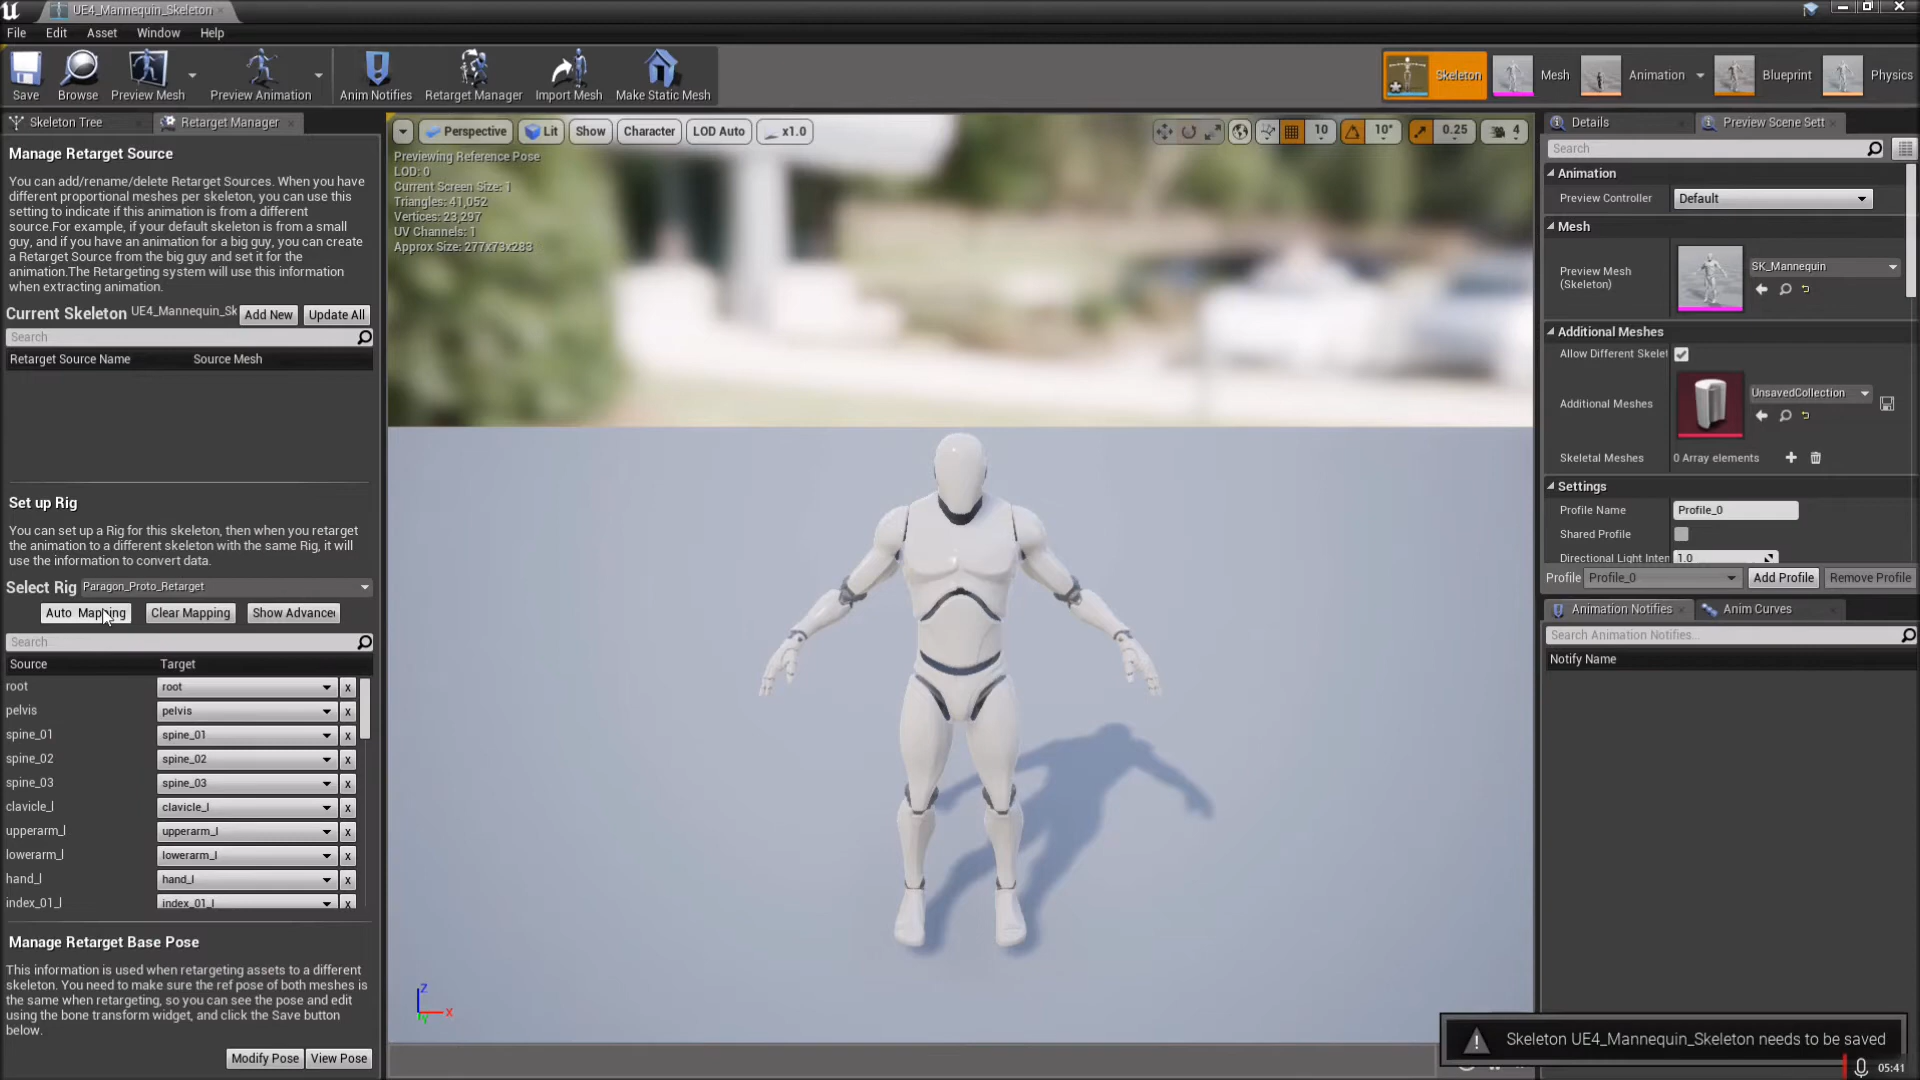 UE4_Mannequin_Skeleton
File Edit Asset Window Help
Save Browse Preview Mesh Preview Animation Anim Notifies Retarget Manager Import Mesh Make Static Mesh
Skeleton Mesh Animation Blueprint Physics
Skeleton Tree Retarget Manager
Manage Retarget Source
You can add/rename/delete Retarget Sources. When you have
different proportional meshes per skeleton, you can use this
setting to indicate if this animation is from a different
source.For example, if your default skeleton is from a small
guy, and if you have an animation for a big guy, you can create
a Retarget Source from the big guy and set it for the
animation.The Retargeting system will use this information
when extracting animation.
Current Skeleton UE4_Mannequin_Sk Add New Update All
Search
Retarget Source Name Source Mesh
Set up Rig
You can set up a Rig for this skeleton, then when you retarget
the animation to a different skeleton with the same Rig, it will
use the information to convert data.
Select Rig Paragon_Proto_Retarget
Auto Mapping Clear Mapping Show Advanced
Search
Source Target
root root x
pelvis pelvis x
spine_01 spine_01 x
spine_02 spine_02 x
spine_03 spine_03 x
clavicle_l clavicle_l x
upperarm_l upperarm_l x
lowerarm_l lowerarm_l x
hand_l hand_l x
index_01_l index_01_l x
Manage Retarget Base Pose
This information is used when retargeting assets to a different
skeleton. You need to make sure the ref pose of both meshes is
the same when retargeting, so you can see the pose and edit
using the bone transform widget, and click the Save button
below.
Modify Pose View Pose
Perspective Lit Show Character LOD Auto x1.0
10 10° 0.25 4
Previewing Reference Pose
LOD: 0
Current Screen Size: 1
Triangles: 41,052
Vertices: 23,297
UV Channels: 1
Approx Size: 277x73x283
Z
X
Y
Details Preview Scene Sett
Search
Animation
Preview Controller Default
Mesh
Preview Mesh
(Skeleton)
SK_Mannequin
Additional Meshes
Allow Different Skelet
Additional Meshes UnsavedCollection
Skeletal Meshes 0 Array elements
Settings
Profile Name Profile_0
Shared Profile
Directional Light Inten 1.0
Profile Profile_0 Add Profile Remove Profile
Animation Notifies Anim Curves
Search Animation Notifies...
Notify Name
Skeleton UE4_Mannequin_Skeleton needs to be saved
05:41